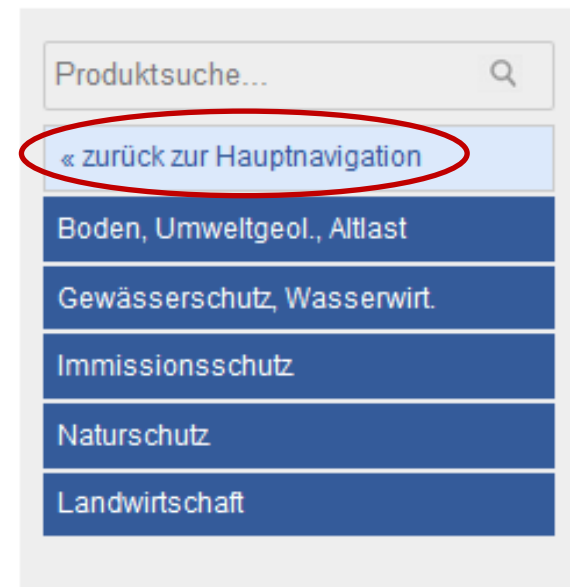 Produktsuche...
« zurück zur Hauptnavigation
Boden, Umweltgeol., Altlast
Gewässerschutz, Wasserwirt.
Immissionsschutz
Naturschutz
Landwirtschaft